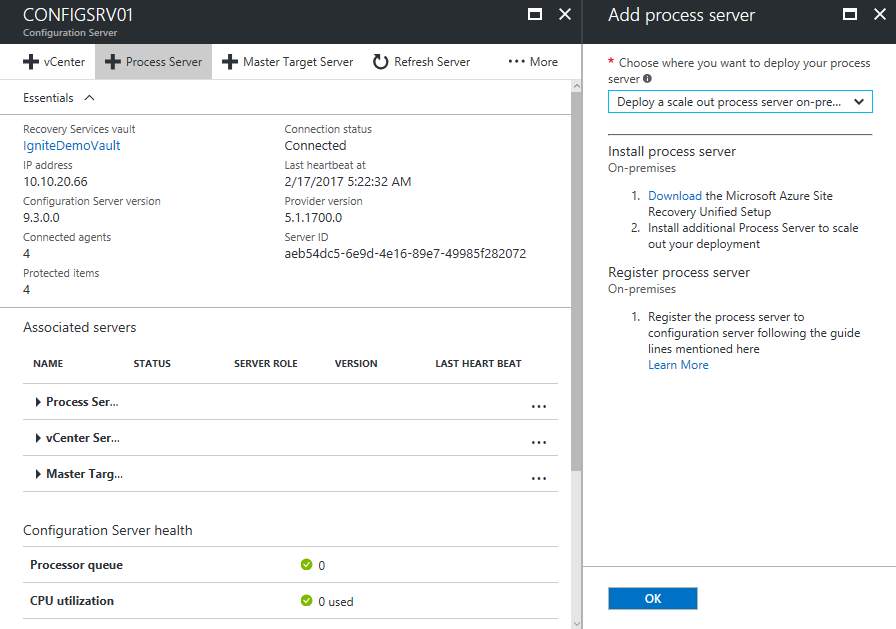 CONFIGSRV01
Configuration Server
vCenter
Process Server
Master Target Server
Refresh Server
More
Essentials
Recovery Services vault
IgniteDemoVault
IP address
10.10.20.66
Configuration Server version
9.3.0.0
Connected agents
4
Protected items
4
Connection status
Connected
Last heartbeat at
2/17/2017 5:22:32 AM
Provider version
5.1.1700.0
Server ID
aeb54dc5-6e9d-4e16-89e7-49985f282072
Associated servers
NAME STATUS SERVER ROLE VERSION LAST HEART BEAT
Process Ser...
vCenter Ser...
Master Targ...
Configuration Server health
Processor queue 0
CPU utilization 0 used
Add process server
* Choose where you want to deploy your process
server
Deploy a scale out process server on-pre...
Install process server
On-premises
1. Download the Microsoft Azure Site
Recovery Unified Setup
2. Install additional Process Server to scale
out your deployment
Register process server
On-premises
1. Register the process server to
configuration server following the guide
lines mentioned here
Learn More
OK